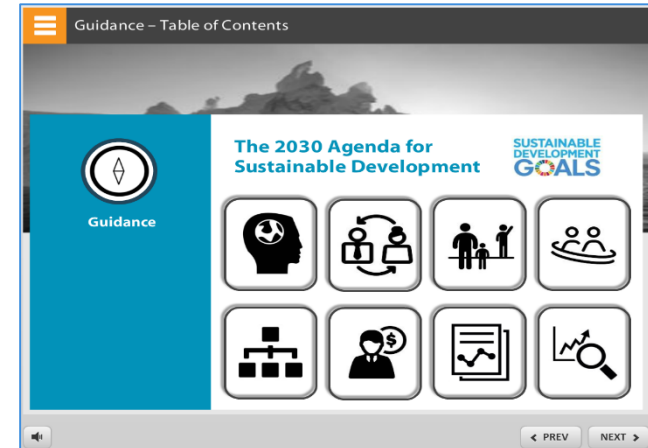 Guidance – Table of Contents
The 2030 Agenda for
Sustainable Development
SUSTAINABLE
DEVELOPMENT
GOALS
Guidance
$
PREV
NEXT